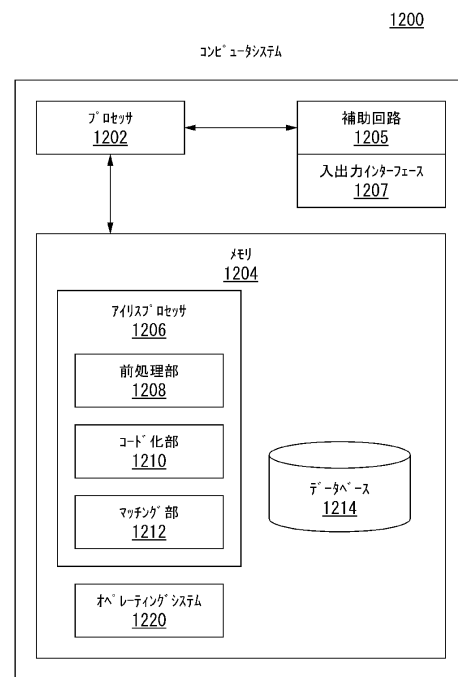 1200
コンピュータシステム
プロセッサ
1202
補助回路
1205
入出力インターフェース
1207
メモリ
1204
アイリスプロセッサ
1206
前処理部
1208
コード化部
1210
マッチング部
1212
データベース
1214
オペレーティングシステム
1220